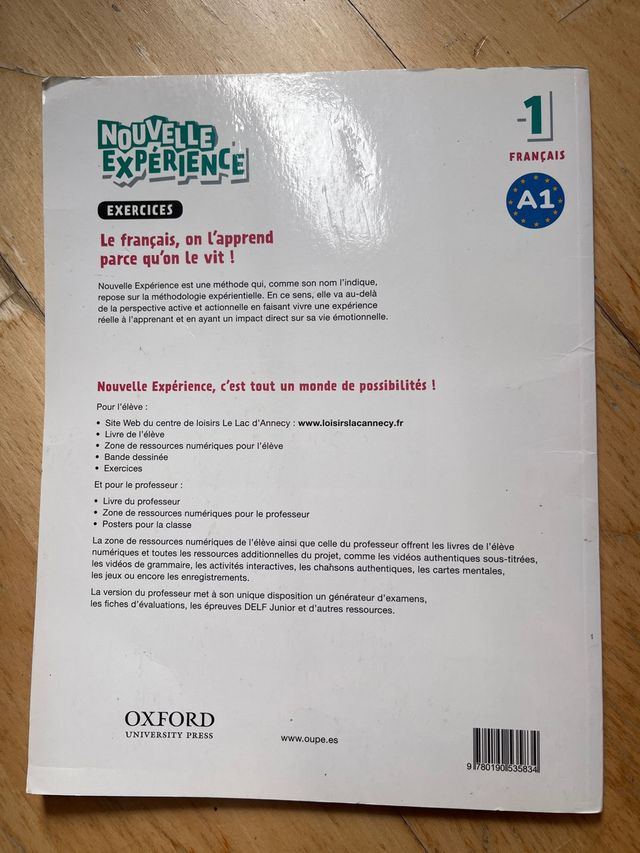 NOUVELLE
EXPÉRIENCE
1
FRANÇAIS
A1
EXERCICES
Le français, on l'apprend
parce qu'on le vit !
Nouvelle Expérience est une méthode qui, comme son nom l'indique,
repose sur la méthodologie expérientielle. En ce sens, elle va au-delà
de la perspective active et actionnelle en faisant vivre une expérience
réelle à l'apprenant et en ayant un impact direct sur sa vie émotionnelle.
Nouvelle Expérience, c'est tout un monde de possibilités !
Pour l'élève :
• Site Web du centre de loisirs Le Lac d'Annecy : www.loisirslacannecy.fr
• Livre de l'élève
• Zone de ressources numériques pour l'élève
• Bande dessinée
• Exercices
Et pour le professeur :
• Livre du professeur
• Zone de ressources numériques pour le professeur
• Posters pour la classe
La zone de ressources numériques de l'élève ainsi que celle du professeur offrent les livres de l'élève
numériques et toutes les ressources additionnelles du projet, comme les vidéos authentiques sous-titrées,
les vidéos de grammaire, les activités interactives, les chansons authentiques, les cartes mentales,
les jeux ou encore les enregistrements.
La version du professeur met à son unique disposition un générateur d'examens,
les fiches d'évaluations, les épreuves DELF Junior et d'autres ressources.
OXFORD
UNIVERSITY PRESS
www.oupe.es
9 780190 535834